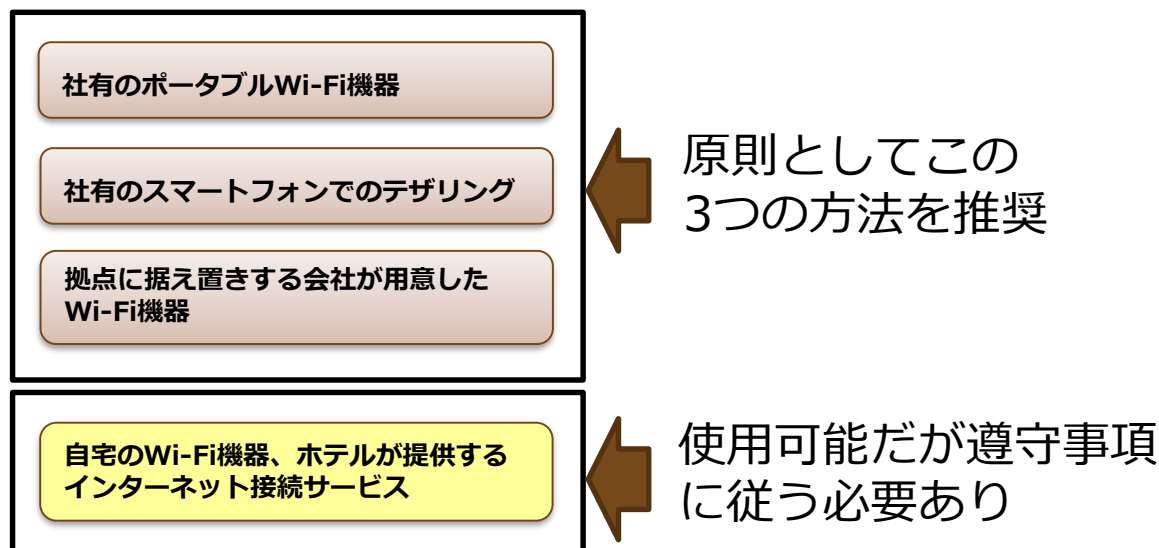 社有のポータブルWi-Fi機器
社有のスマートフォンでのテザリング
拠点に据え置きする会社が用意した
Wi-Fi機器
原則としてこの
3つの方法を推奨
自宅のWi-Fi機器、ホテルが提供する
インターネット接続サービス
使用可能だが遵守事項
に従う必要あり